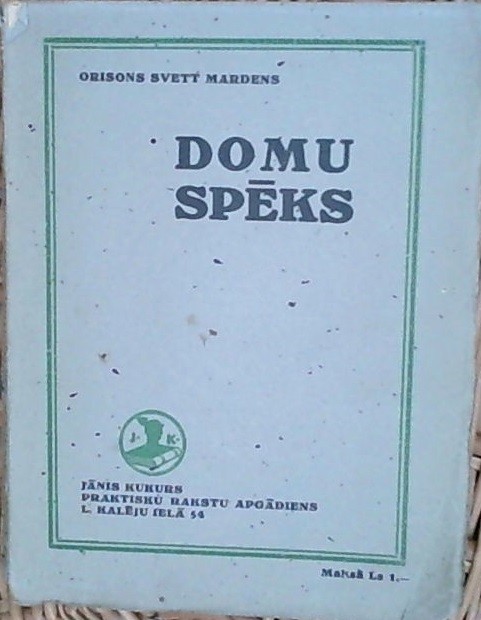 ORISONS SVETT MARDENS
DOMU
SPĒKS
J. K.
JĀNIS KUKURS
PRAKTISKU RAKSTU APGĀDIENS
L. KALĒJU IELĀ 54
Maksā Ls 1.–